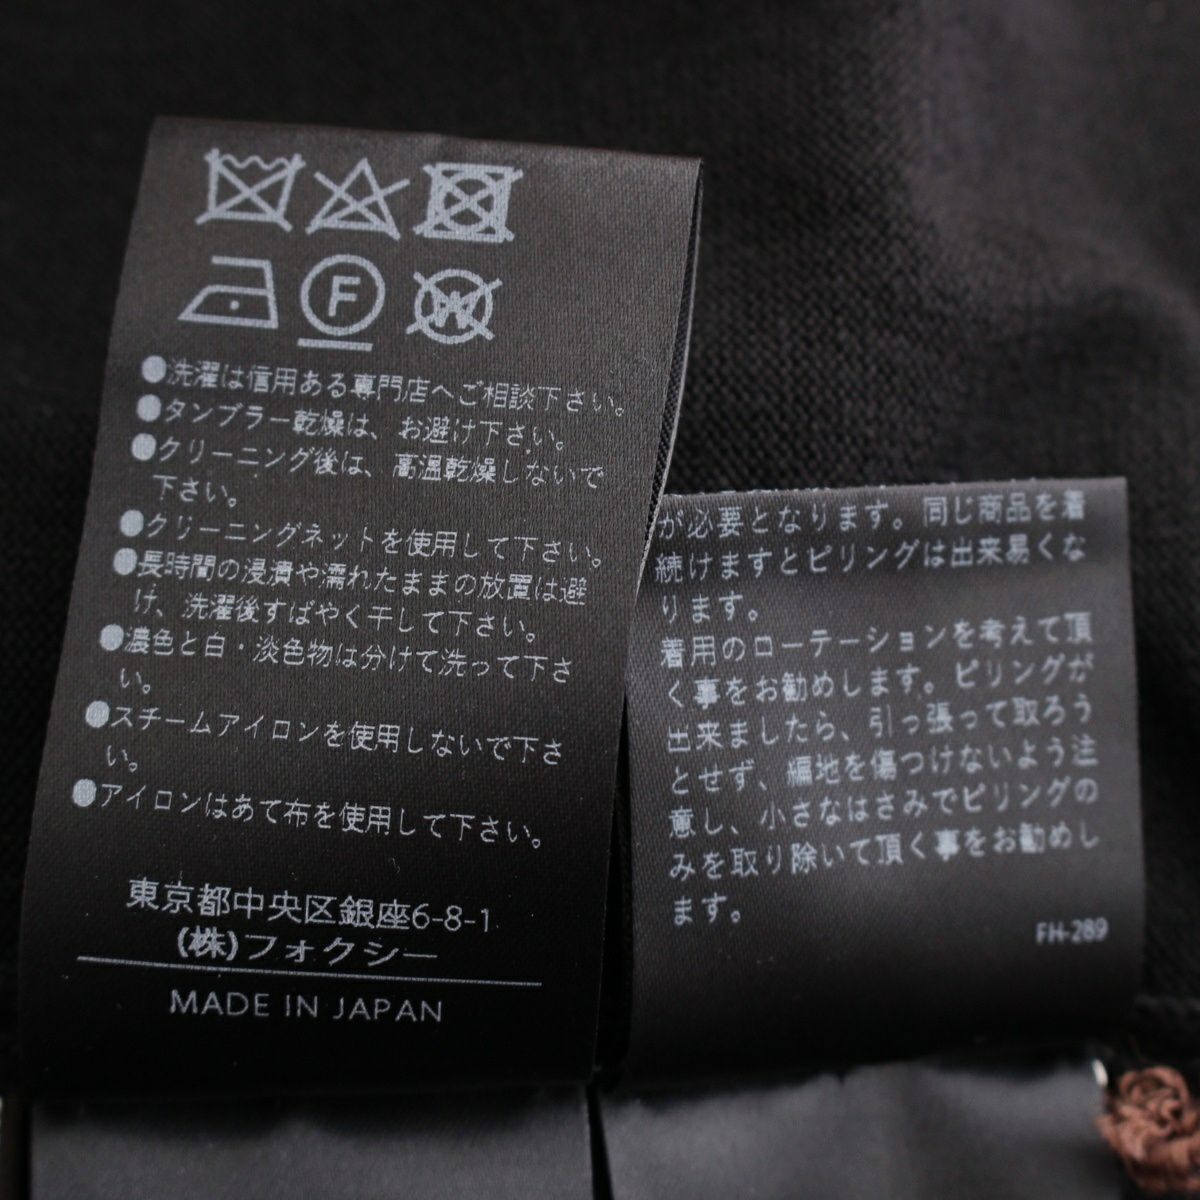 F
W
●洗濯は信用ある専門店へご相談下さい。
●タンブラー乾燥は、お避け下さい。
●クリーニング後は、高温乾燥しないで
下さい。
●クリーニングネットを使用して下さい。
●長時間の浸漬や濡れたままの放置は避
け、洗濯後すばやく干して下さい。
●濃色と白・淡色物は分けて洗って下さ
い。
●スチームアイロンを使用しないで下さ
い。
●アイロンはあて布を使用して下さい。
東京都中央区銀座6-8-1
(株)フォクシー
MADE IN JAPAN
が必要となります。同じ商品を着
続けますとピリングは出来易くな
ります。
着用のローテーションを考えて頂
く事をお勧めします。ピリングが
出来ましたら、引っ張って取ろう
とせず、編地を傷つけないよう注
意し、小さなはさみでピリングの
みを取り除いて頂く事をお勧めし
ます。
FH-289